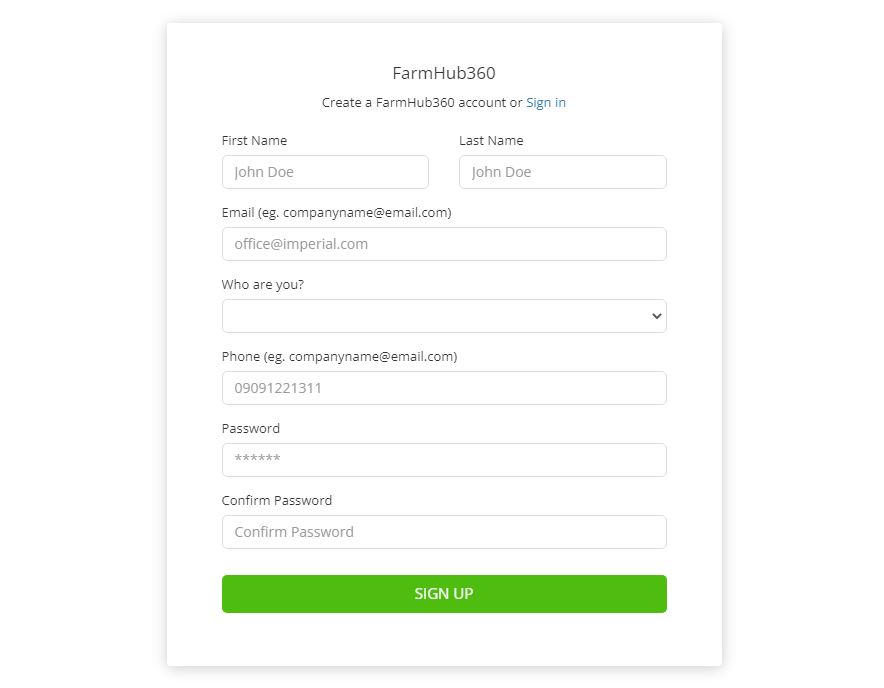 FarmHub360
Create a FarmHub360 account or Sign in
First Name Last Name
John Doe John Doe
Email (eg. companyname@email.com)
office@imperial.com
Who are you?
Phone (eg. companyname@email.com)
09091221311
Password
******
Confirm Password
Confirm Password
SIGN UP